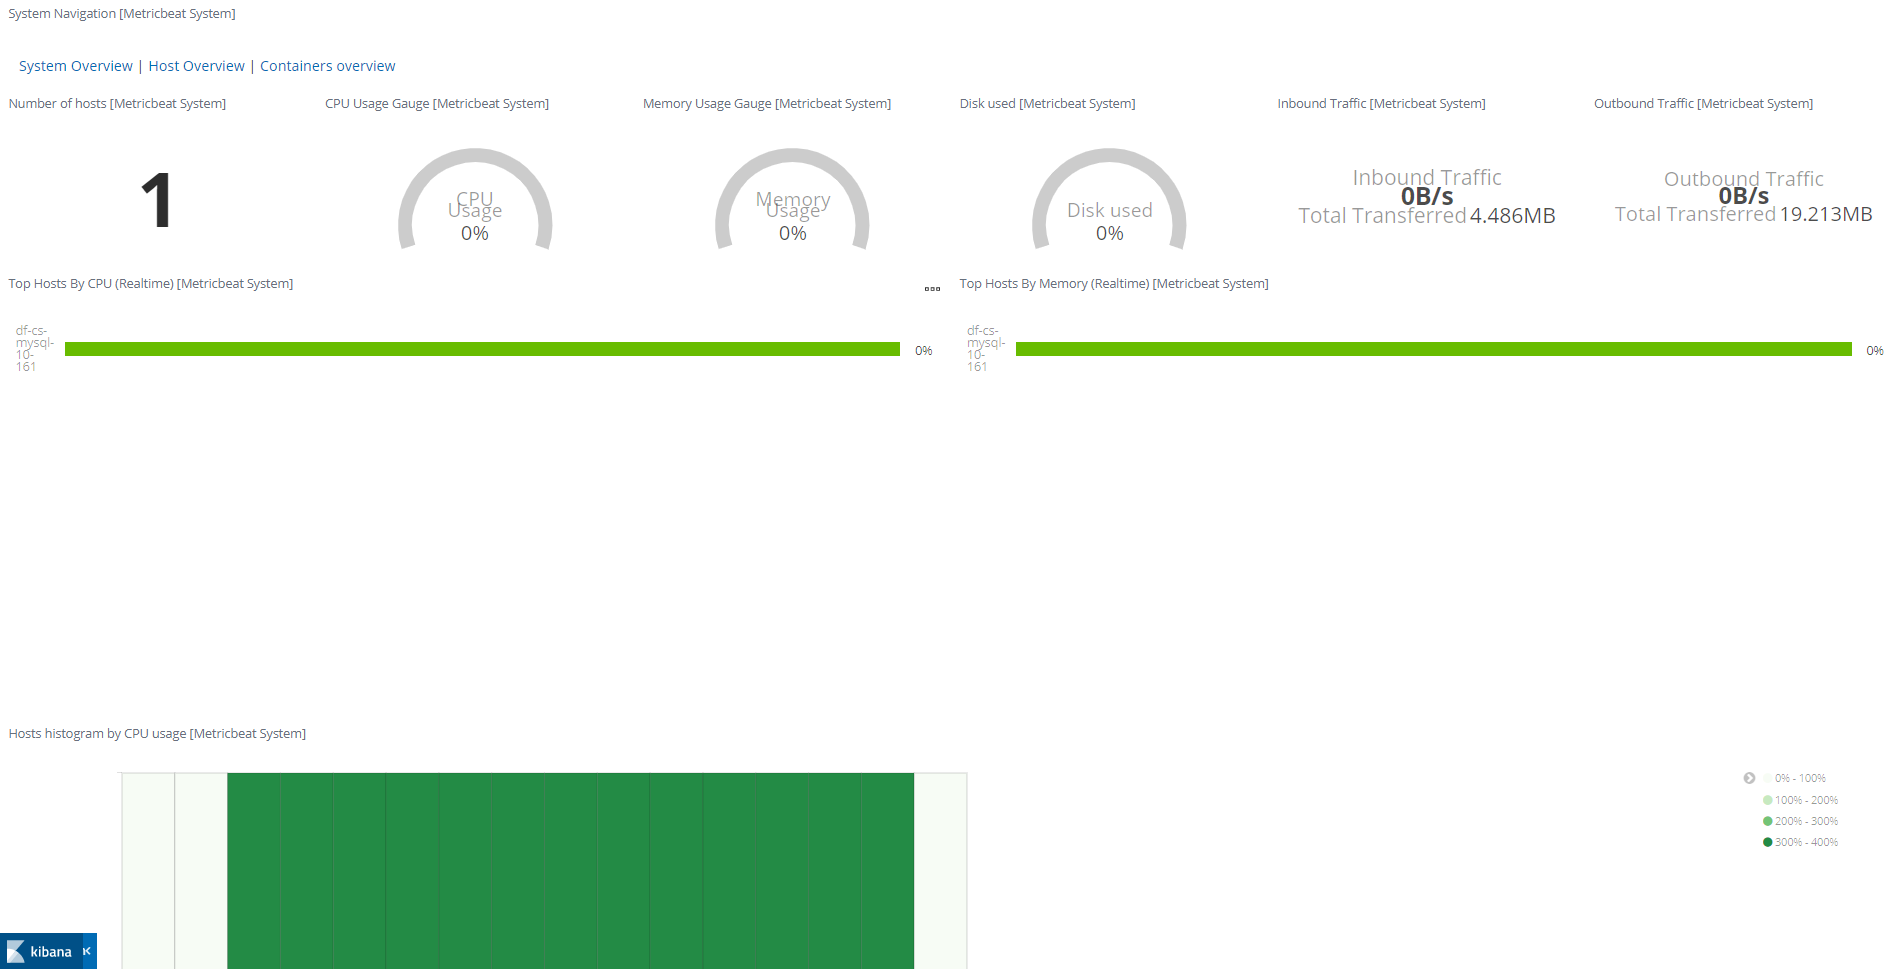 System Navigation [Metricbeat System]
System Overview | Host Overview | Containers overview
Number of hosts [Metricbeat System]
CPU Usage Gauge [Metricbeat System]
Memory Usage Gauge [Metricbeat System]
Disk used [Metricbeat System]
Inbound Traffic [Metricbeat System]
Outbound Traffic [Metricbeat System]
1
CPU
Usage
0%
Memory
Usage
0%
Disk used
0%
Inbound Traffic
0B/s
Total Transferred 4.486MB
Outbound Traffic
0B/s
Total Transferred 19.213MB
Top Hosts By CPU (Realtime) [Metricbeat System]
df-cs-
mysql-
10-
161
0%
Top Hosts By Memory (Realtime) [Metricbeat System]
df-cs-
mysql-
10-
161
0%
Hosts histogram by CPU usage [Metricbeat System]
0% - 100%
100% - 200%
200% - 300%
300% - 400%
kibana